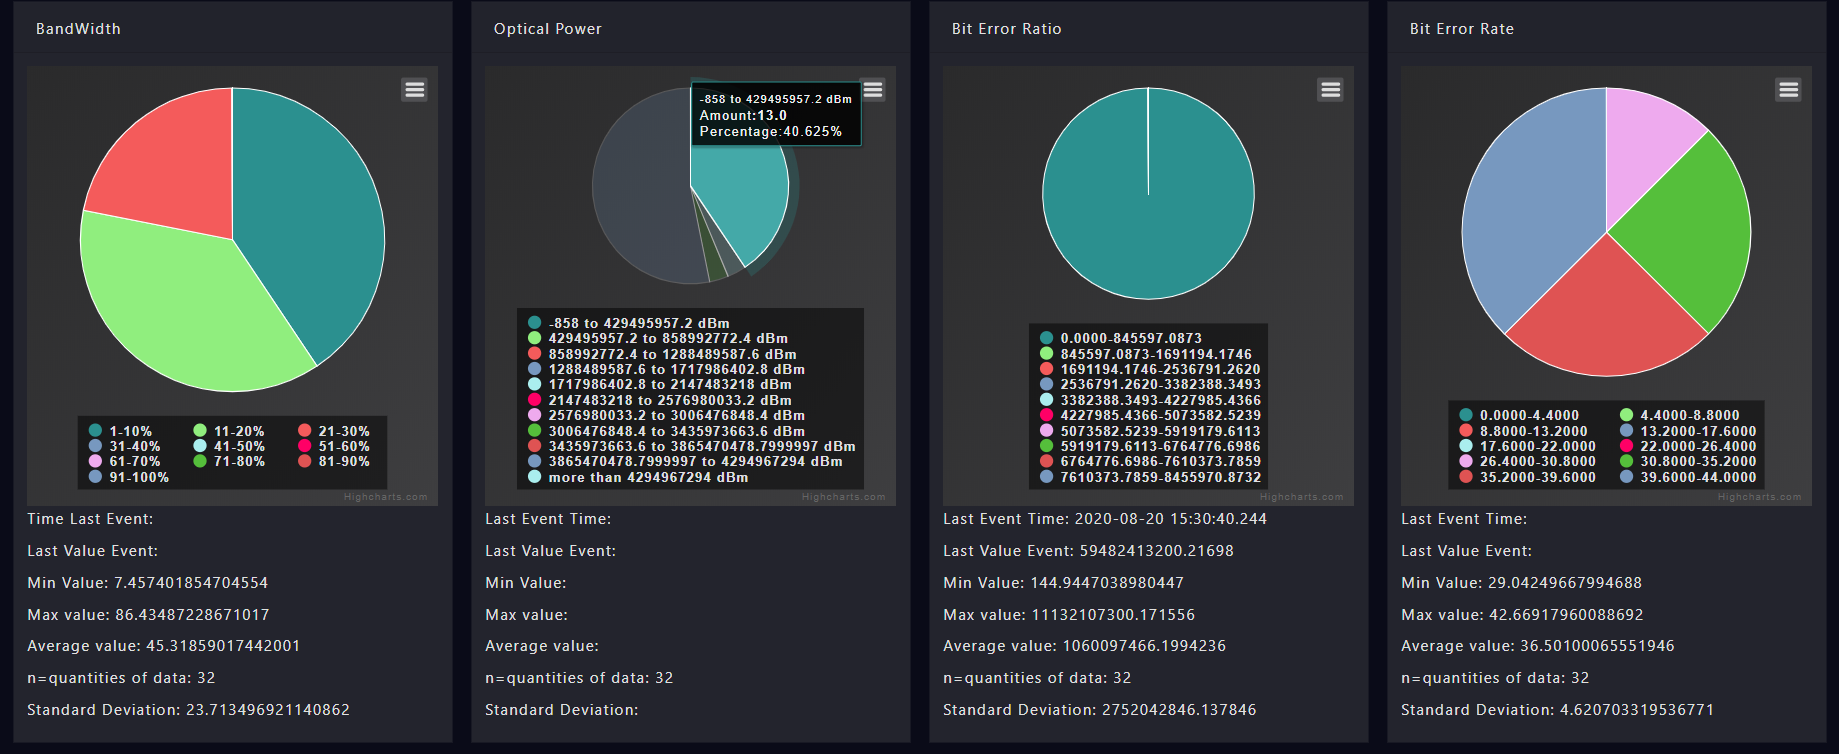 BandWidth
1-10%
11-20%
21-30%
31-40%
41-50%
51-60%
61-70%
71-80%
81-90%
91-100%
Highcharts.com
Time Last Event:
Last Value Event:
Min Value: 7.457401854704554
Max value: 86.43487228671017
Average value: 45.31859017442001
n=quantities of data: 32
Standard Deviation: 23.713496921140862
Optical Power
-858 to 429495957.2 dBm
Amount:13.0
Percentage:40.625%
-858 to 429495957.2 dBm
429495957.2 to 858992772.4 dBm
858992772.4 to 1288489587.6 dBm
1288489587.6 to 1717986402.8 dBm
1717986402.8 to 2147483218 dBm
2147483218 to 2576980033.2 dBm
2576980033.2 to 3006476848.4 dBm
3006476848.4 to 3435973663.6 dBm
3435973663.6 to 3865470478.7999997 dBm
3865470478.7999997 to 4294967294 dBm
more than 4294967294 dBm
Highcharts.com
Last Event Time:
Last Value Event:
Min Value:
Max value:
Average value:
n=quantities of data: 32
Standard Deviation:
Bit Error Ratio
0.0000-845597.0873
845597.0873-1691194.1746
1691194.1746-2536791.2620
2536791.2620-3382388.3493
3382388.3493-4227985.4366
4227985.4366-5073582.5239
5073582.5239-5919179.6113
5919179.6113-6764776.6986
6764776.6986-7610373.7859
7610373.7859-8455970.8732
Highcharts.com
Last Event Time: 2020-08-20 15:30:40.244
Last Value Event: 59482413200.21698
Min Value: 144.9447038980447
Max value: 11132107300.171556
Average value: 1060097466.1994236
n=quantities of data: 32
Standard Deviation: 2752042846.137846
Bit Error Rate
0.0000-4.4000
4.4000-8.8000
8.8000-13.2000
13.2000-17.6000
17.6000-22.0000
22.0000-26.4000
26.4000-30.8000
30.8000-35.2000
35.2000-39.6000
39.6000-44.0000
Highcharts.com
Last Event Time:
Last Value Event:
Min Value: 29.04249667994688
Max value: 42.66917960088692
Average value: 36.50100065551946
n=quantities of data: 32
Standard Deviation: 4.620703319536771